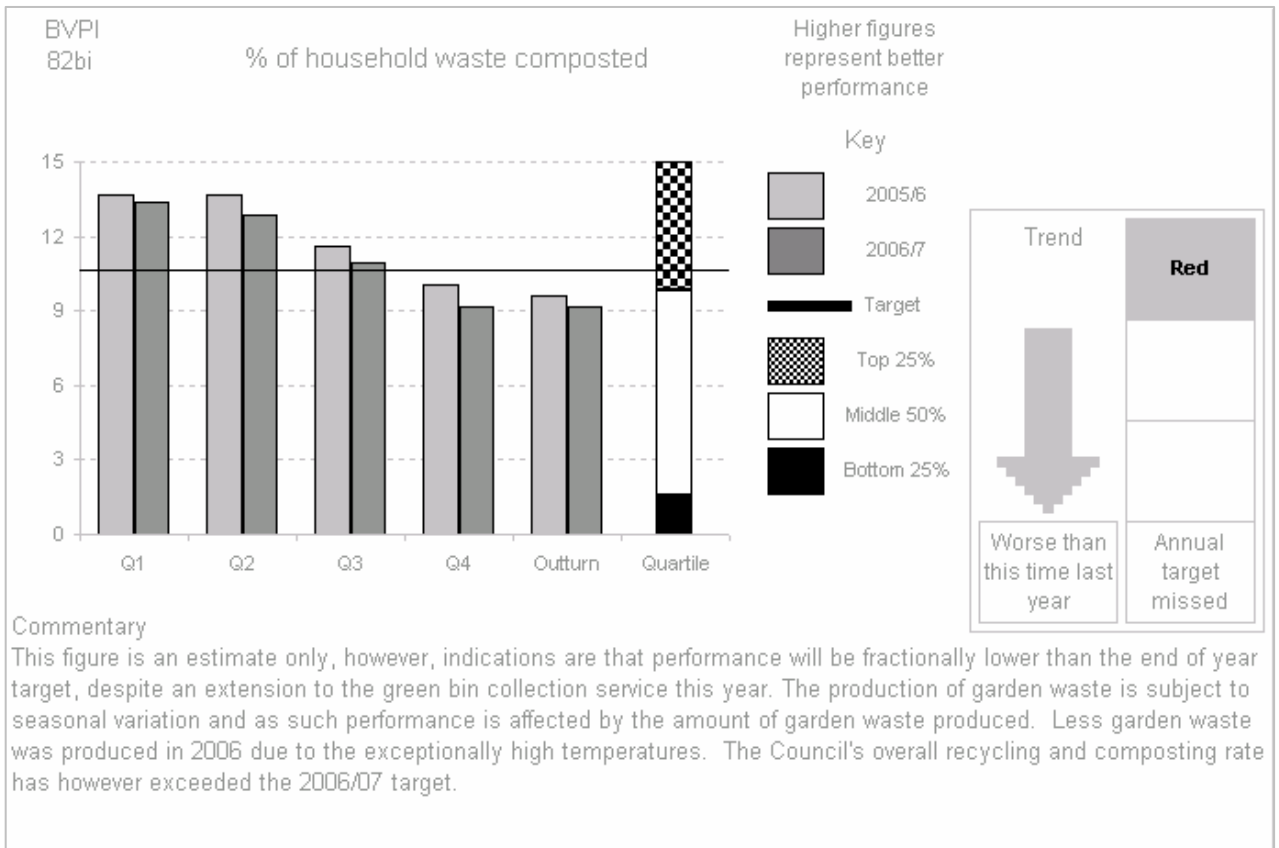 BVPI
82bi
% of household waste composted
Higher figures
represent better
performance
Key
15
12
9
6
3
0
Q1
Q2
Q3
Q4
Outturn
Quartile
2005/6
2006/7
Target
Top 25%
Middle 50%
Bottom 25%
Trend
Red
Worse than
this time last
year
Annual
target
missed
Commentary
This figure is an estimate only, however, indications are that performance will be fractionally lower than the end of year
target, despite an extension to the green bin collection service this year. The production of garden waste is subject to
seasonal variation and as such performance is affected by the amount of garden waste produced.  Less garden waste
was produced in 2006 due to the exceptionally high temperatures.  The Council's overall recycling and composting rate
has however exceeded the 2006/07 target.